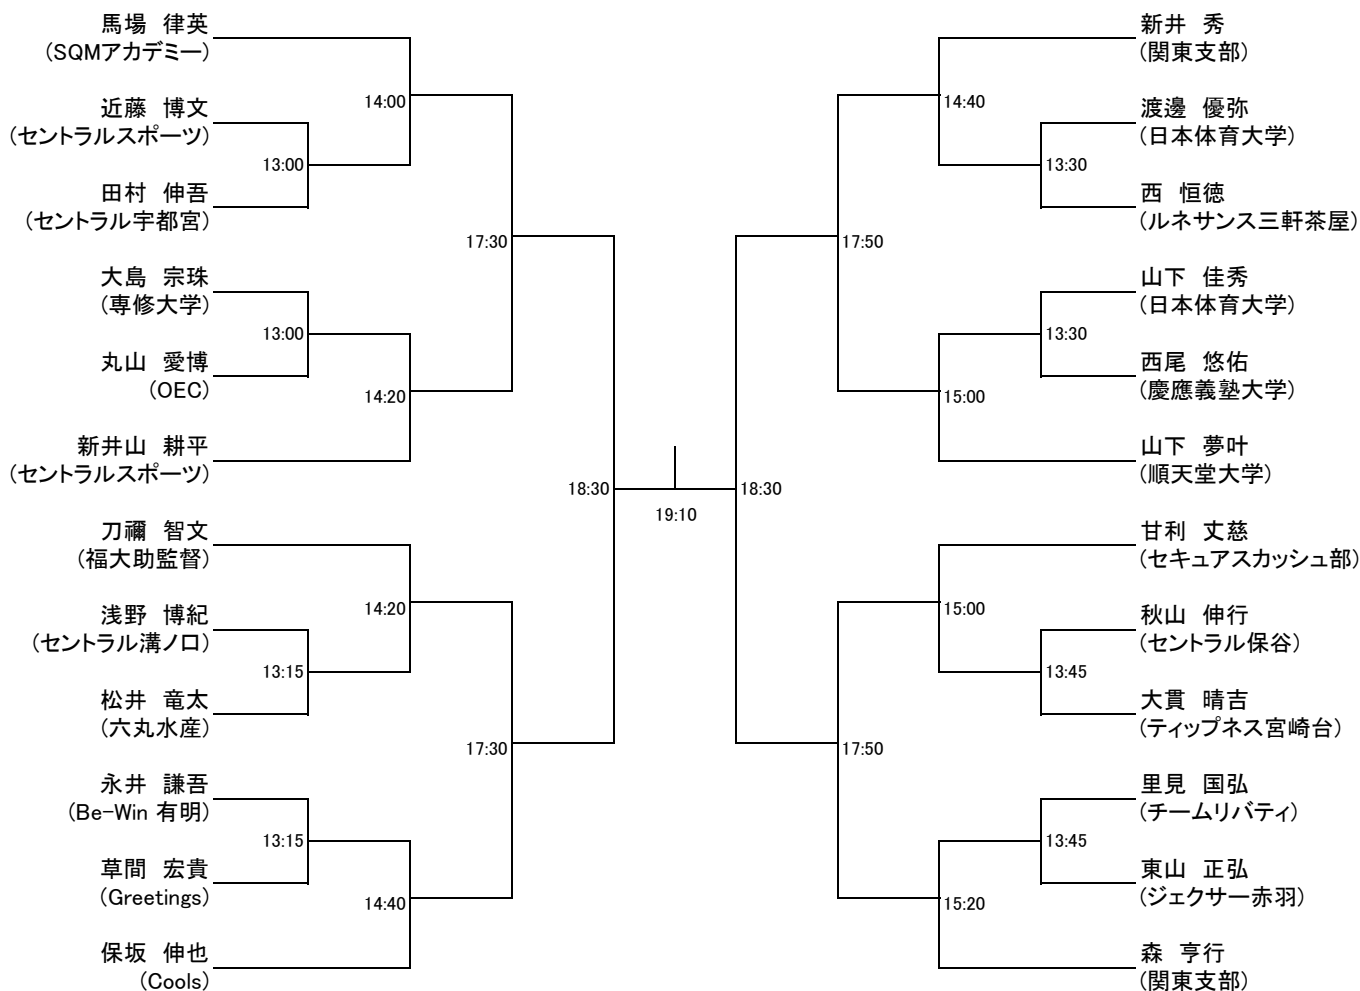 馬場　律英
(SQMアカデミー)
14:00
近藤　博文
(セントラルスポーツ)
13:00
田村　伸吾
(セントラル宇都宮)
17:30
大島　宗珠
(専修大学)
13:00
丸山　愛博
(OEC)
14:20
新井山　耕平
(セントラルスポーツ)
18:30
刀禰　智文
(福大助監督)
14:20
浅野　博紀
(セントラル溝ノ口)
13:15
松井　竜太
(六丸水産)
17:30
永井　謙吾
(Be-Win 有明)
13:15
草間　宏貴
(Greetings)
14:40
保坂　伸也
(Cools)
19:10
新井　秀
(関東支部)
14:40
渡邊　優弥
(日本体育大学)
13:30
西　恒徳
(ルネサンス三軒茶屋)
17:50
山下　佳秀
(日本体育大学)
13:30
西尾　悠佑
(慶應義塾大学)
15:00
山下　夢叶
(順天堂大学)
18:30
甘利　丈慈
(セキュアスカッシュ部)
15:00
秋山　伸行
(セントラル保谷)
13:45
大貫　晴吉
(ティップネス宮崎台)
17:50
里見　国弘
(チームリバティ)
13:45
東山　正弘
(ジェクサー赤羽)
15:20
森　亨行
(関東支部)